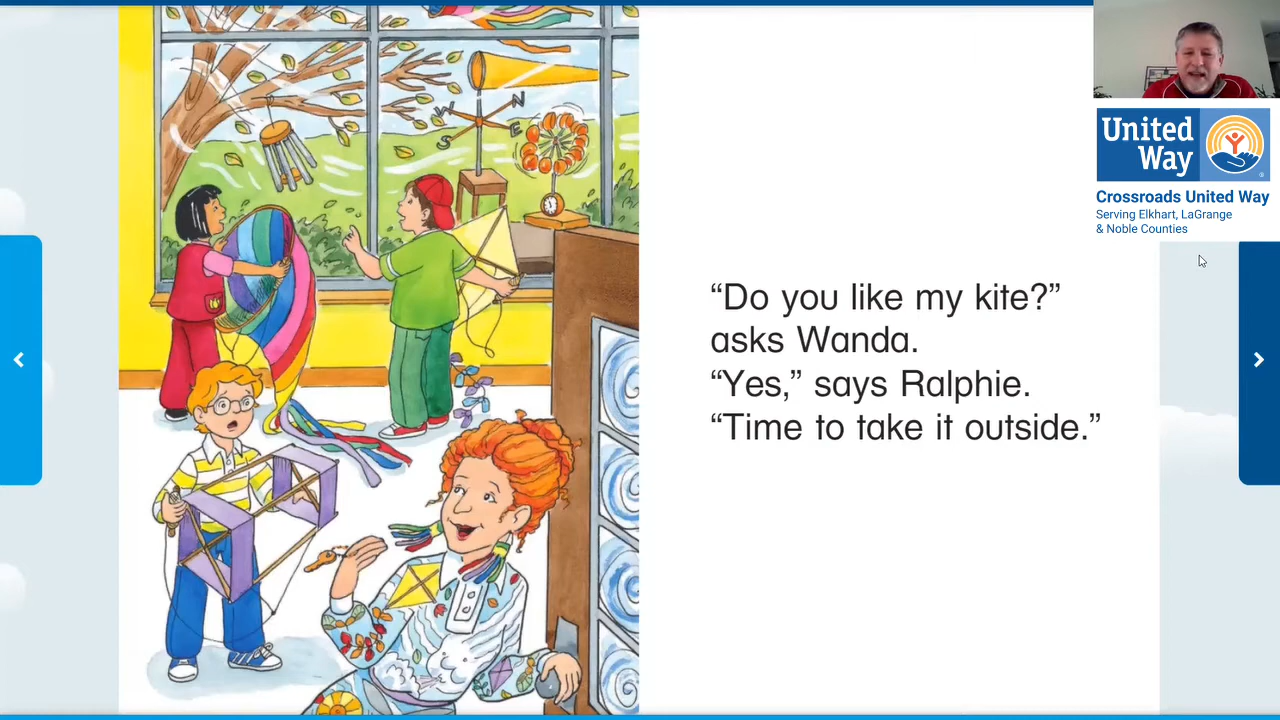 “Do you like my kite?”
asks Wanda.
“Yes,” says Ralphie.
“Time to take it outside.”
United
Way
Crossroads United Way
Serving Elkhart, LaGrange
& Noble Counties
W
N
S
E